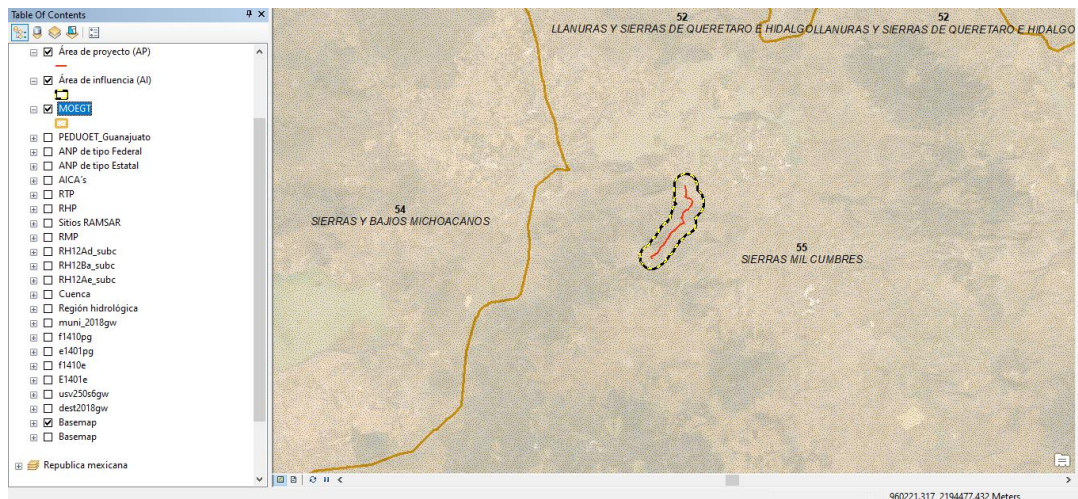 Table Of Contents
Área de proyecto (AP)
Área de influencia (AI)
MOEGT
PEDUOET_Guanajuato
ANP de tipo Federal
ANP de tipo Estatal
AICA´s
RTP
RHP
Sitios RAMSAR
RMP
RH12Ad_subc
RH12Ba_subc
RH12Ae_subc
Cuenca
Región hidrológica
muni_2018gw
f1410pg
e1401pg
f1410e
E1401e
usv250s6gw
dest2018gw
Basemap
Basemap
Republica mexicana
52
LLANURAS Y SIERRAS DE QUERETARO E HIDALGO
52
LLANURAS Y SIERRAS DE QUERETARO E HIDALGO
54
SIERRAS Y BAJIOS MICHOACANOS
55
SIERRAS MIL CUMBRES
960221.317 2194477.432 Meters